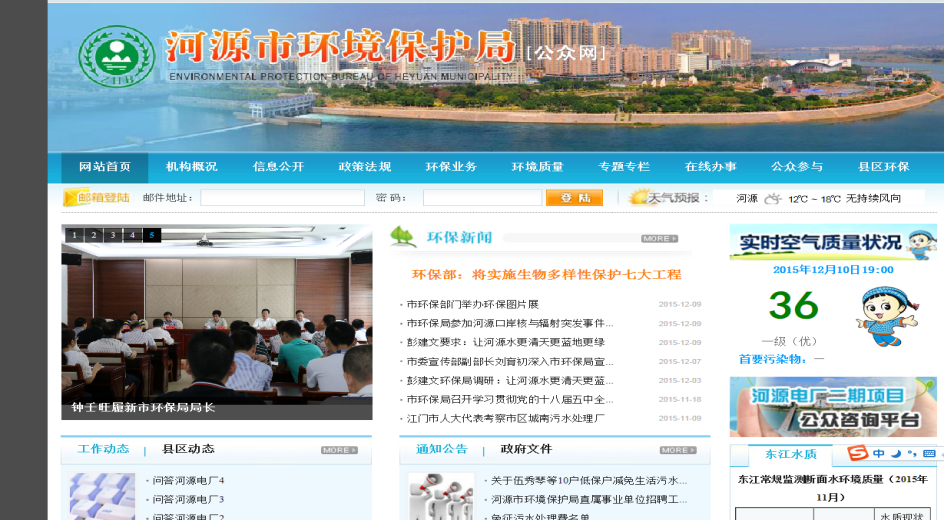 河源市环境保护局 [公众网]
ENVIRONMENTAL PROTECTION BUREAU OF HEYUAN MUNICIPALITY
网站首页 机构概况 信息公开 政策法规 环保业务 环境质量 专题专栏 在线办事 公众参与 县区环保
邮箱登陆 邮件地址： 密码： 登陆 天气预报： 河源 12℃～18℃ 无持续风向
1 2 3 4 5
钟壬旺履新市环保局局长
环保新闻 MORE
环保部：将实施生物多样性保护七大工程
· 市环保部门举办环保图片展 2015-12-09
· 市环保局参加河源口岸核与辐射突发事件... 2015-12-09
· 彭建文要求：让河源水更清天更蓝地更绿 2015-12-09
· 市委宣传部副部长刘育初深入市环保局宣... 2015-12-07
· 彭建文环保局调研：让河源水更清天更蓝... 2015-12-03
· 市环保局召开学习贯彻党的十八届五中全... 2015-11-18
· 江门市人大代表考察市区城南污水处理厂 2015-11-09
实时空气质量状况
2015年12月10日19:00
36
一级（优）
首要污染物：—
河源电厂二期项目
公众咨询平台
工作动态 | 县区动态 MORE
· 问答河源电厂4
· 问答河源电厂3
· 问答河源电厂2
通知公告 | 政府文件 MORE
· 关于伍秀琴等10户低保户减免生活污水...
· 河源市环境保护局直属事业单位招聘工...
· 免征污水处理费名单
东江水质
中
东江常规监测断面水环境质量（2015年
11月）
水质现状